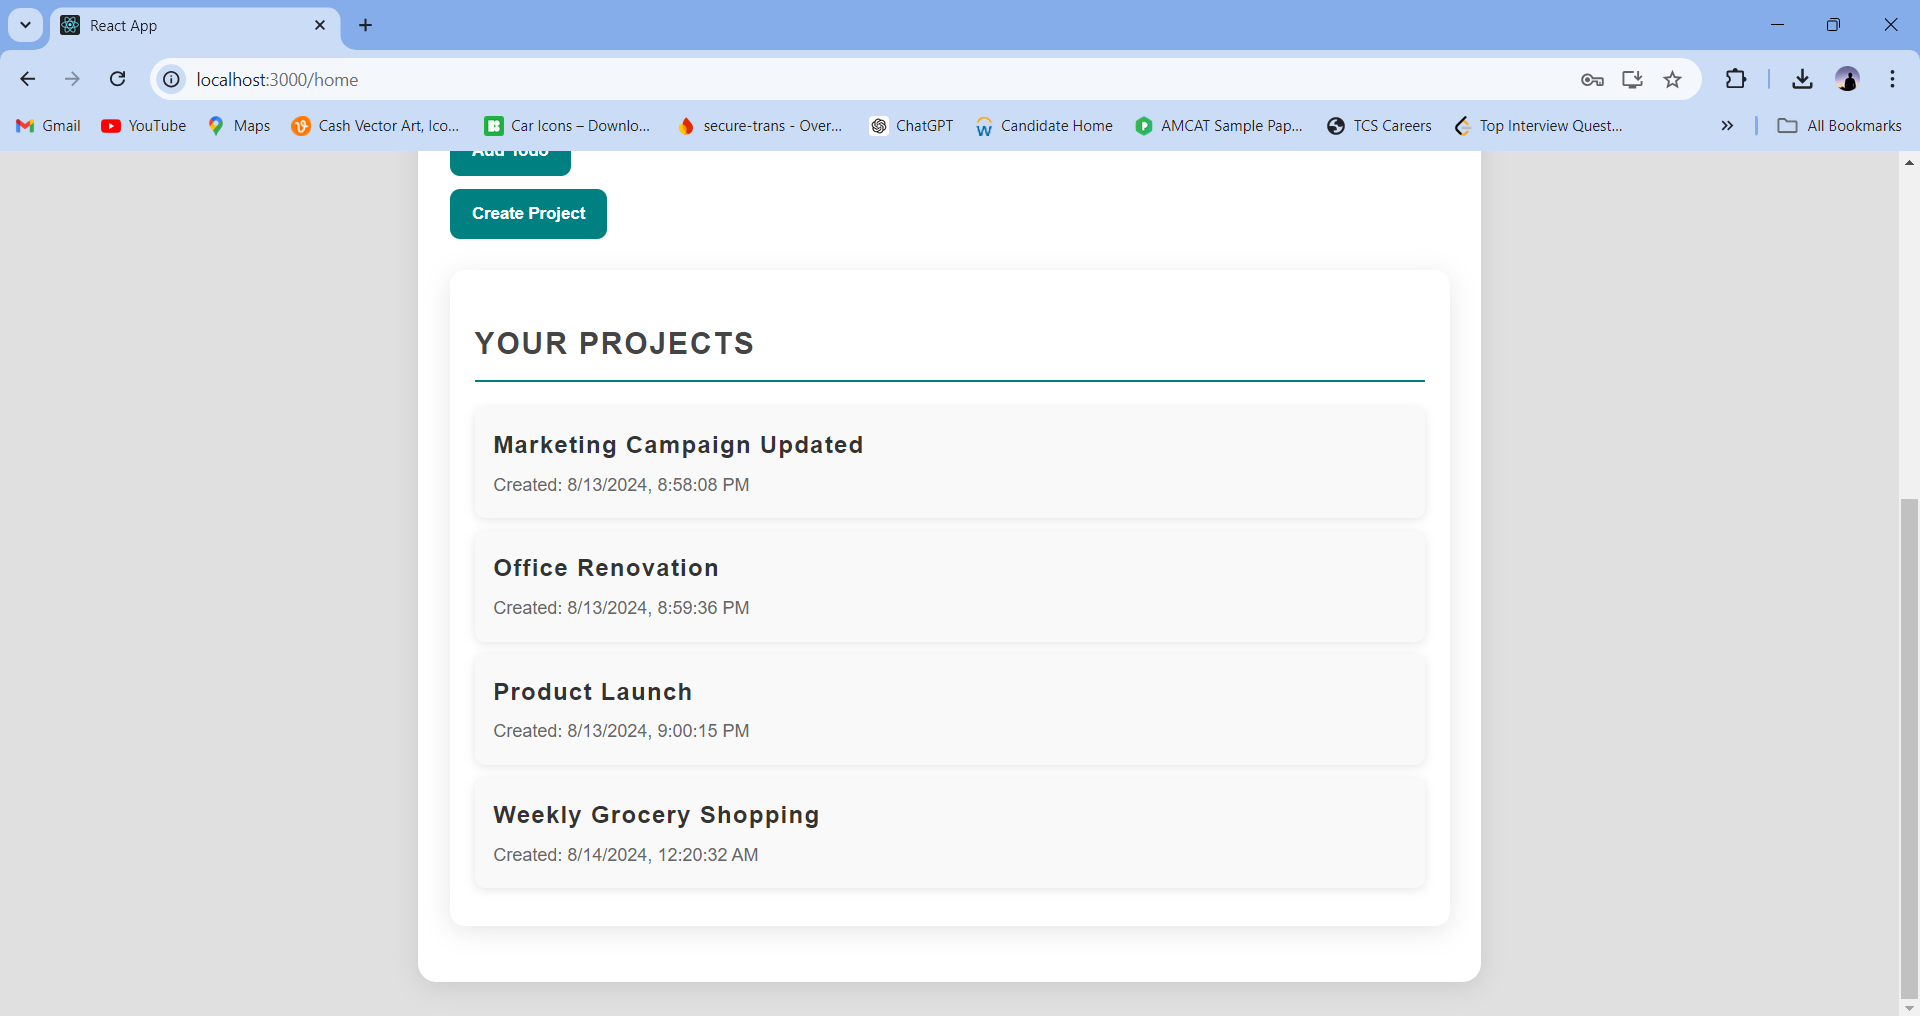 React App
localhost:3000/home
Gmail
YouTube
Maps
Cash Vector Art, Ico...
Car Icons – Downlo...
secure-trans - Over...
ChatGPT
Candidate Home
AMCAT Sample Pap...
TCS Careers
Top Interview Quest...
All Bookmarks
Add Todo
Create Project
YOUR PROJECTS
Marketing Campaign Updated
Created: 8/13/2024, 8:58:08 PM
Office Renovation
Created: 8/13/2024, 8:59:36 PM
Product Launch
Created: 8/13/2024, 9:00:15 PM
Weekly Grocery Shopping
Created: 8/14/2024, 12:20:32 AM